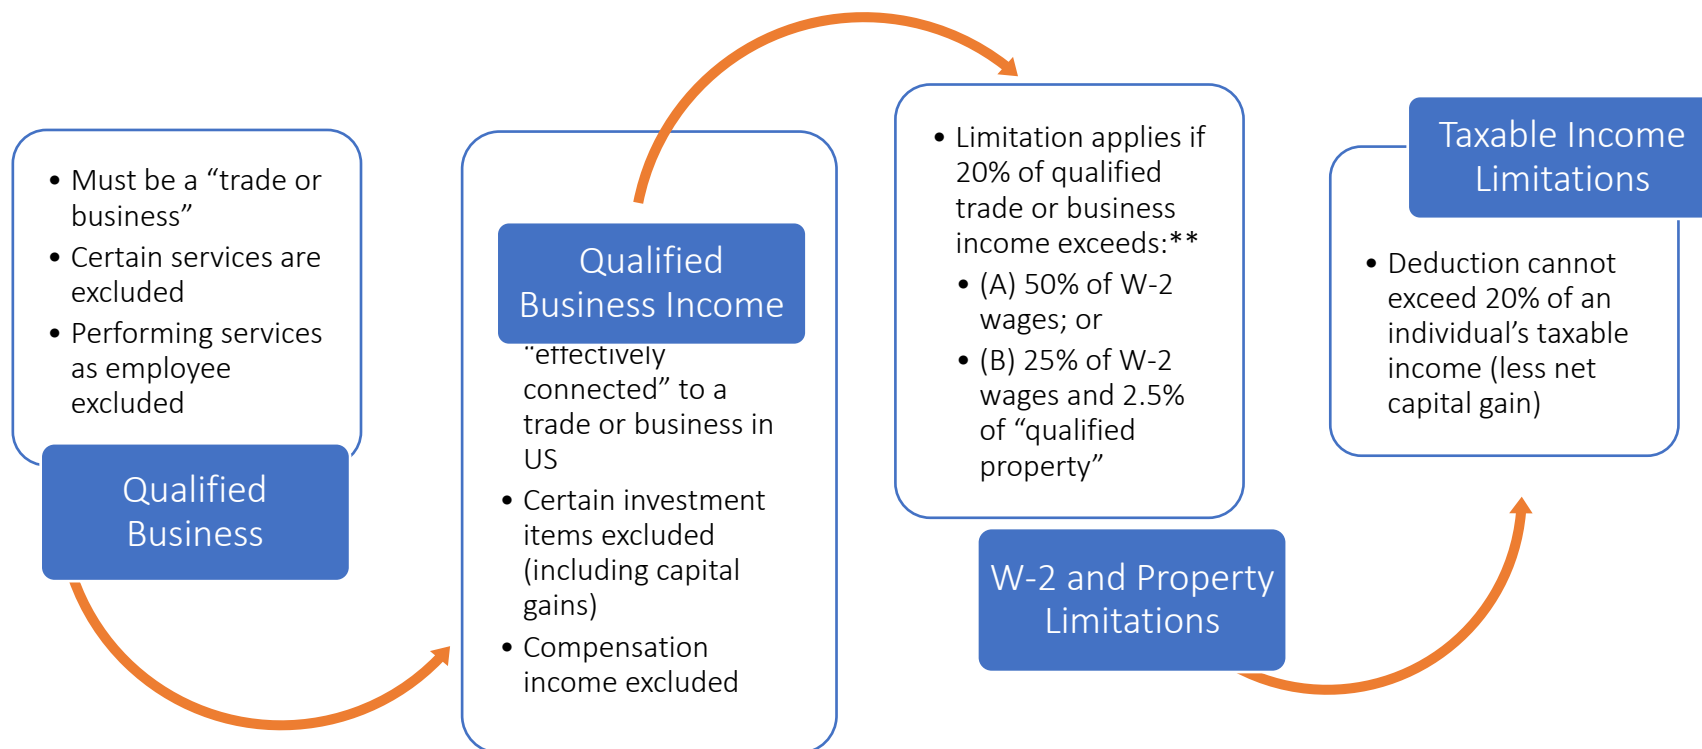 • Must be a “trade or
business”
• Certain services are
excluded
• Performing services
as employee
excluded
Qualified
Business
Qualified
Business Income
“effectively
connected” to a
trade or business in
US
• Certain investment
items excluded
(including capital
gains)
• Compensation
income excluded
• Limitation applies if
20% of qualified
trade or business
income exceeds:**
• (A) 50% of W-2
wages; or
• (B) 25% of W-2
wages and 2.5%
of “qualified
property”
W-2 and Property
Limitations
Taxable Income
Limitations
• Deduction cannot
exceed 20% of an
individual’s taxable
income (less net
capital gain)